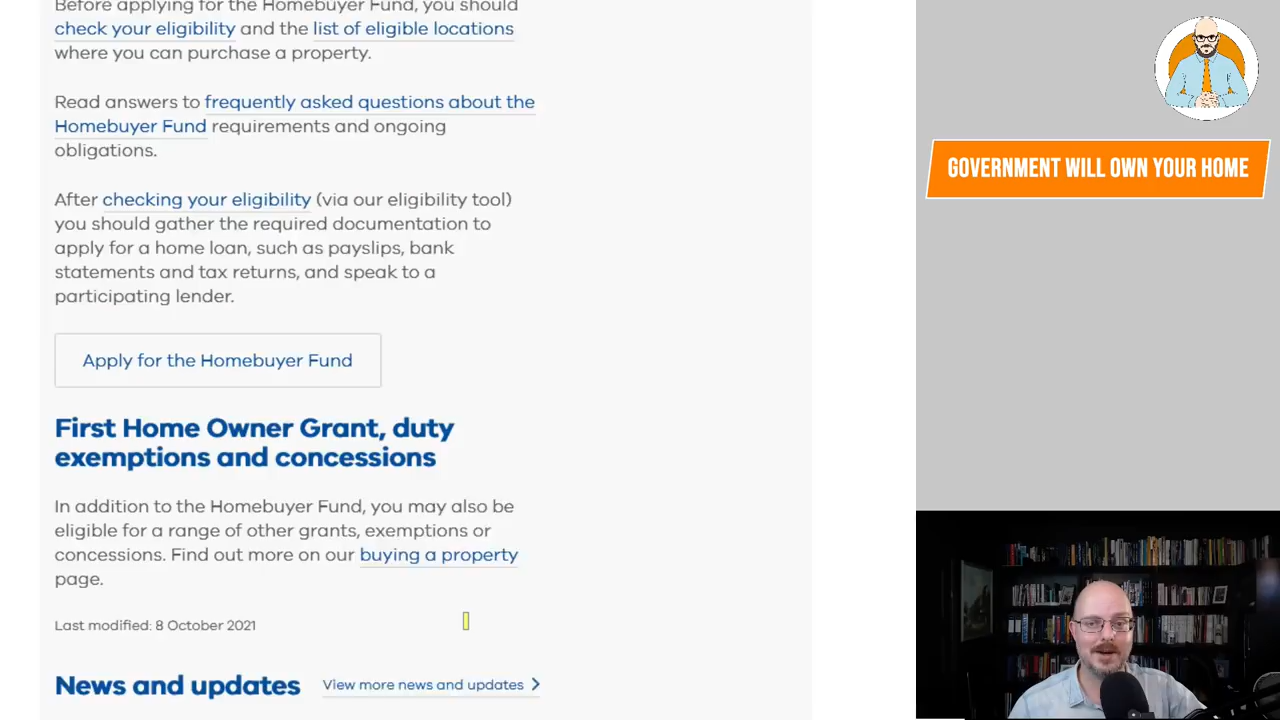 Before applying for the Homebuyer Fund, you should
check your eligibility and the list of eligible locations
where you can purchase a property.
Read answers to frequently asked questions about the
Homebuyer Fund requirements and ongoing
obligations.
After checking your eligibility (via our eligibility tool)
you should gather the required documentation to
apply for a home loan, such as payslips, bank
statements and tax returns, and speak to a
participating lender.
Apply for the Homebuyer Fund
First Home Owner Grant, duty
exemptions and concessions
In addition to the Homebuyer Fund, you may also be
eligible for a range of other grants, exemptions or
concessions. Find out more on our buying a property
page.
Last modified: 8 October 2021
News and updates View more news and updates
GOVERNMENT WILL OWN YOUR HOME